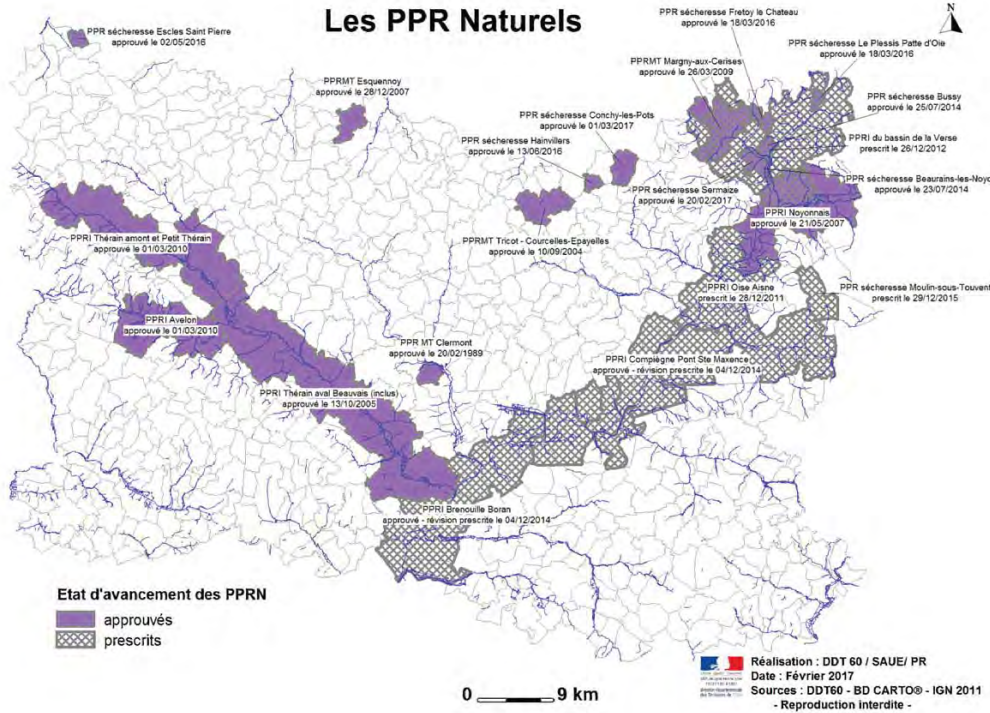 Les PPR Naturels
N
PPR sécheresse Escles Saint Pierre
approuvé le 02/05/2016
PPRMT Esquennoy
approuvé le 28/12/2007
PPR sécheresse Fretoy le Chateau
approuvé le 18/03/2016
PPR sécheresse Le Plessis Patte d'Oie
approuvé le 18/03/2016
PPRMT Margny-aux-Cerises
approuvé le 26/03/2009
PPR sécheresse Bussy
approuvé le 25/07/2014
PPR sécheresse Conchy-les-Pots
approuvé le 01/03/2017
PPR sécheresse Hainvillers
approuvé le 13/06/2016
PPRI du bassin de la Verse
prescrit le 26/12/2012
PPR sécheresse Beaurains-les-Noyo
approuvé le 23/07/2014
PPR sécheresse Sermaize
approuvé le 20/02/2017
PPRI Noyonnais
approuvé le 21/05/2007
PPRI Thérain amont et Petit Thérain
approuvé le 01/03/2010
PPRMT Tricot - Courcelles-Epayelles
approuvé le 10/09/2004
PPRI Oise Aisne
prescrit le 28/12/2011
PPR sécheresse Moulin-sous-Touvent
prescrit le 29/12/2015
PPRI Avelon
approuvé le 01/03/2010
PPR MT Clermont
approuvé le 20/02/1989
PPRI Compiègne Pont Ste Maxence
approuvé - révision prescrite le 04/12/2014
PPRI Thérain aval Beauvais (inclus)
approuvé le 13/10/2005
PPRI Brenouille Boran
approuvé - révision prescrite le 04/12/2014
Etat d'avancement des PPRN
approuvés
prescrits
0 9 km
Réalisation : DDT 60 / SAUE/ PR
Date : Février 2017
Sources : DDT60 - BD CARTO® - IGN 2011
- Reproduction interdite -